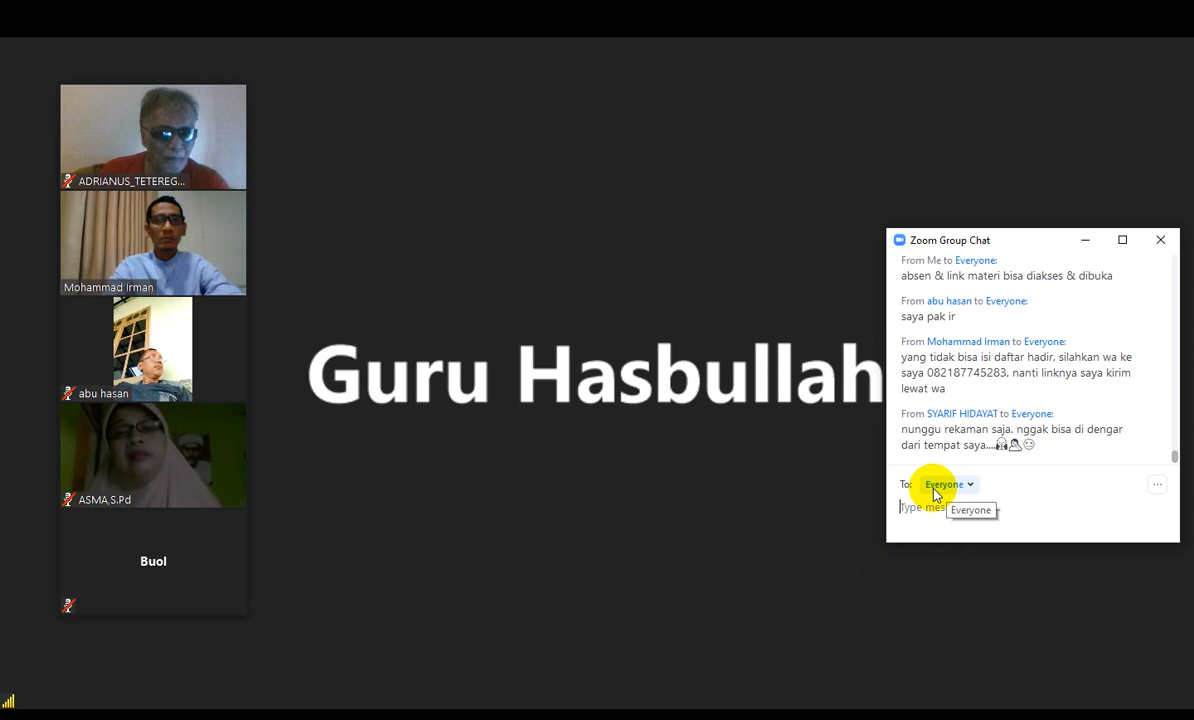 ADRIANUS_TETEREG...
Mohammad Irman
abu hasan
ASMA,S.Pd
Buol
Guru Hasbullah
Zoom Group Chat
From Me to Everyone:
absen & link materi bisa diakses & dibuka
From abu hasan to Everyone:
saya pak ir
From Mohammad Irman to Everyone:
yang tidak bisa isi daftar hadir, silahkan wa ke
saya 082187745283, nanti linknya saya kirim
lewat wa
From SYARIF HIDAYAT to Everyone:
nunggu rekaman saja. nggak bisa di dengar
dari tempat saya....
To: Everyone
Type
Everyone